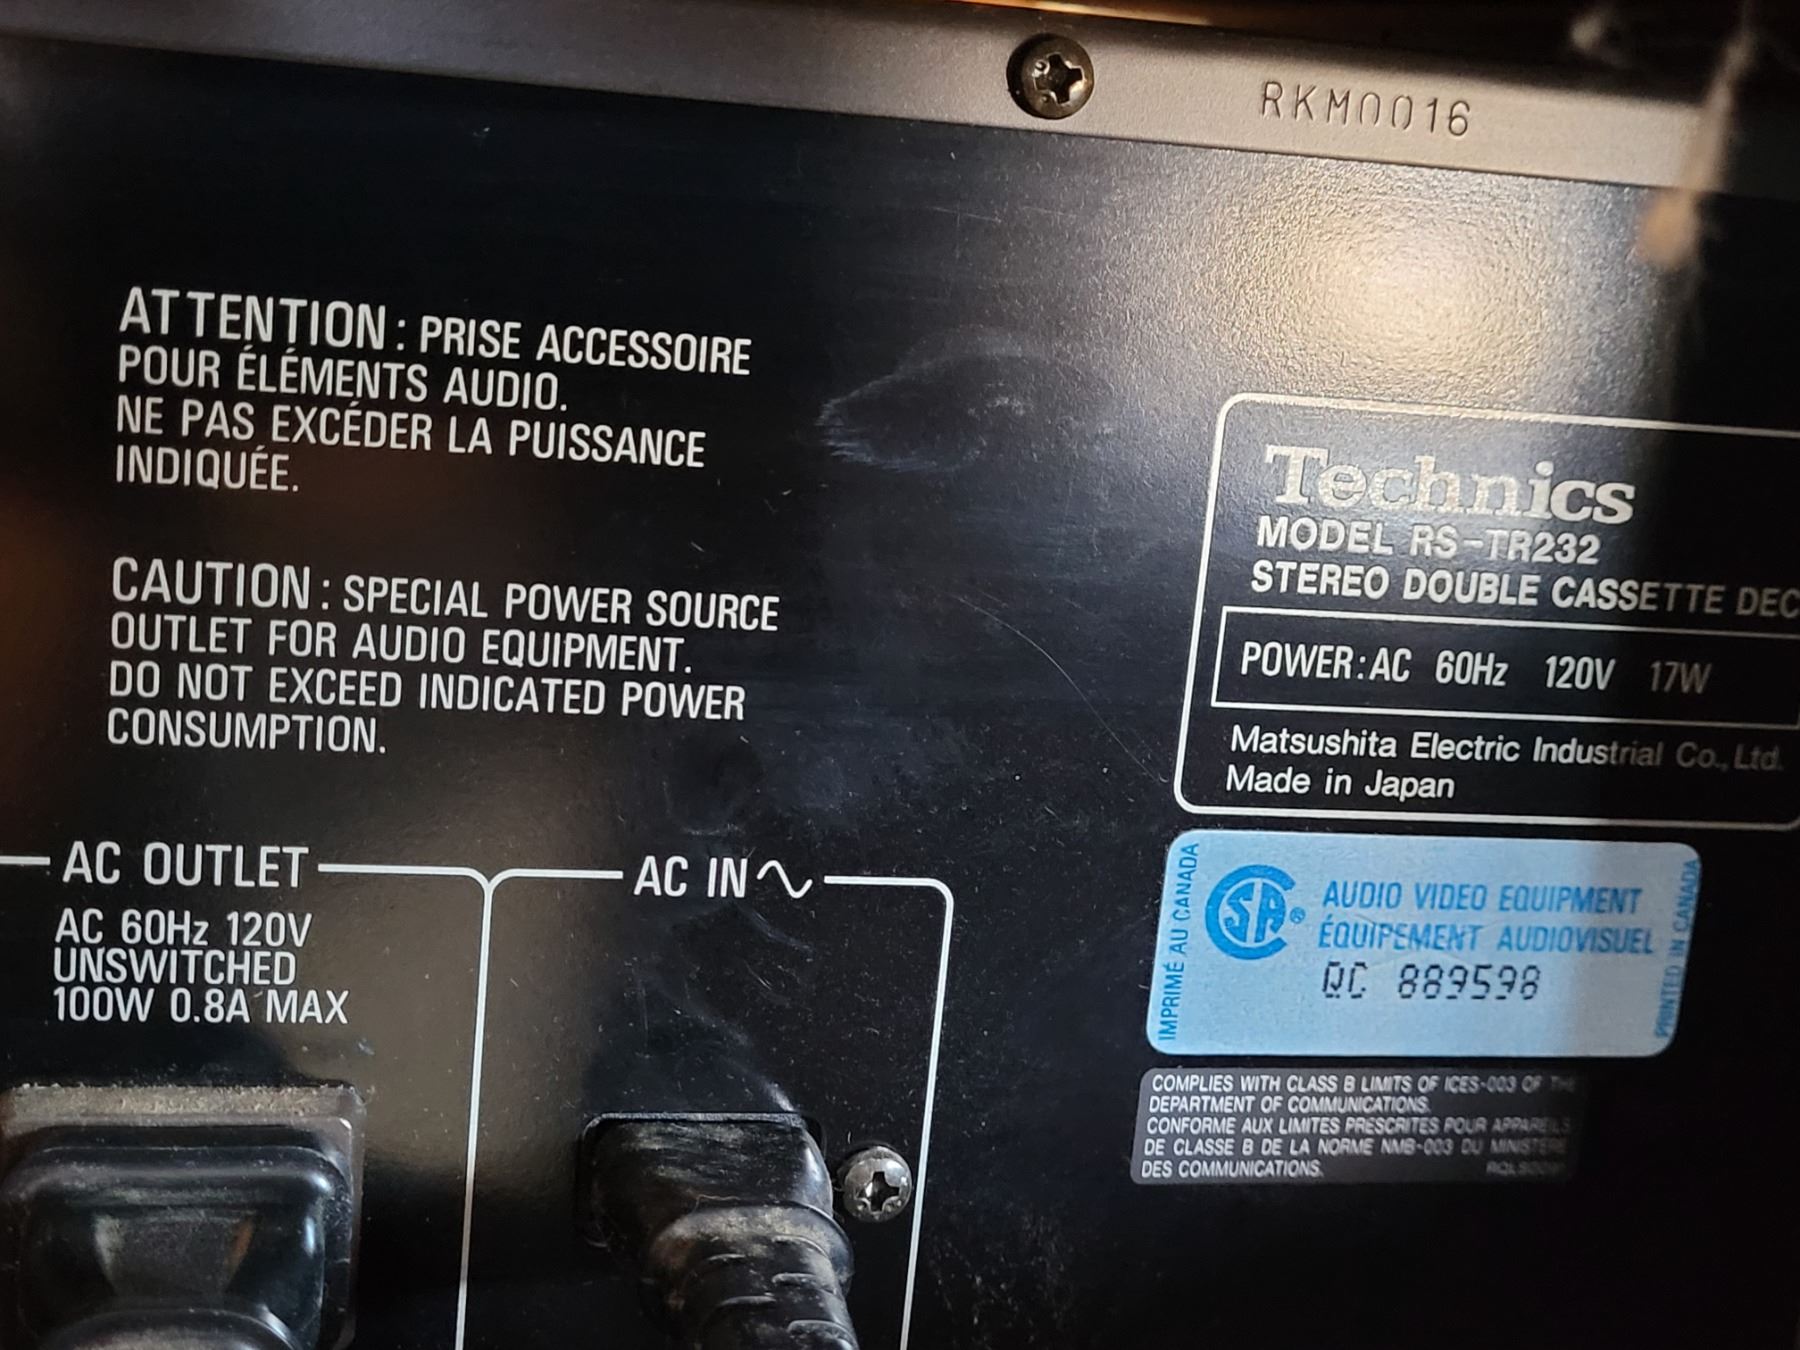 RKM0016
ATTENTION : PRISE ACCESSOIRE
POUR ÉLÉMENTS AUDIO.
NE PAS EXCÉDER LA PUISSANCE
INDIQUÉE.
CAUTION : SPECIAL POWER SOURCE
OUTLET FOR AUDIO EQUIPMENT.
DO NOT EXCEED INDICATED POWER
CONSUMPTION.
AC OUTLET
AC 60Hz 120V
UNSWITCHED
100W 0.8A MAX
AC IN
Technics
MODEL RS-TR232
STEREO DOUBLE CASSETTE DEC
POWER: AC 60Hz 120V 17W
Matsushita Electric Industrial Co., Ltd.
Made in Japan
IMPRIMÉ AU CANADA
AUDIO VIDEO EQUIPMENT
ÉQUIPEMENT AUDIOVISUEL
QC 889598
PRINTED IN CANADA
COMPLIES WITH CLASS B LIMITS OF ICES-003 OF THE
DEPARTMENT OF COMMUNICATIONS.
CONFORME AUX LIMITES PRESCRITES POUR APPAREILS
DE CLASSE B DE LA NORME NMB-003 DU MINISTERE
DES COMMUNICATIONS.